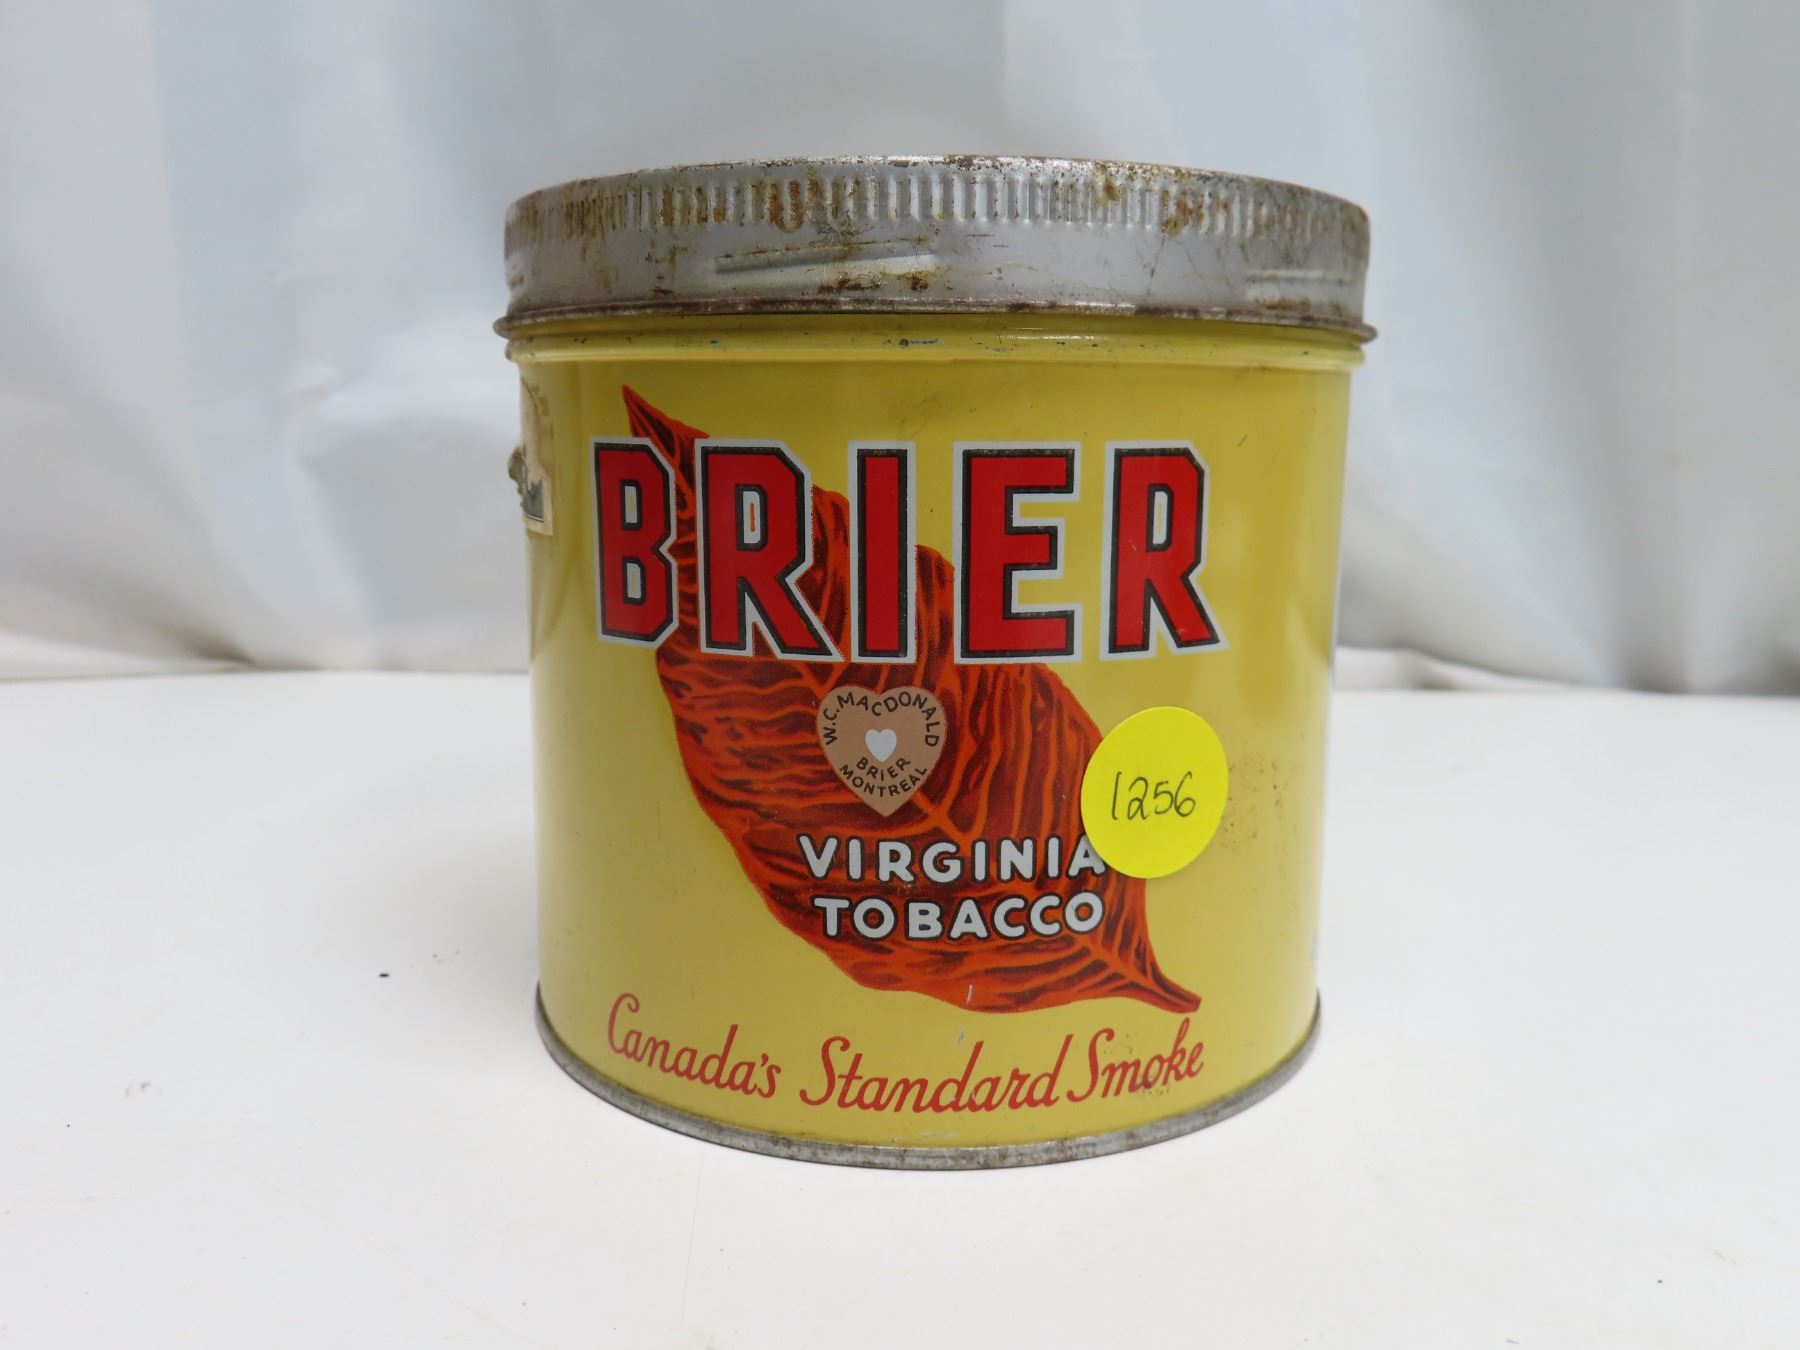 BRIER
W.C. MACDONALD
BRIER
MONTREAL
1256
VIRGINIA
TOBACCO
Canada's Standard Smoke